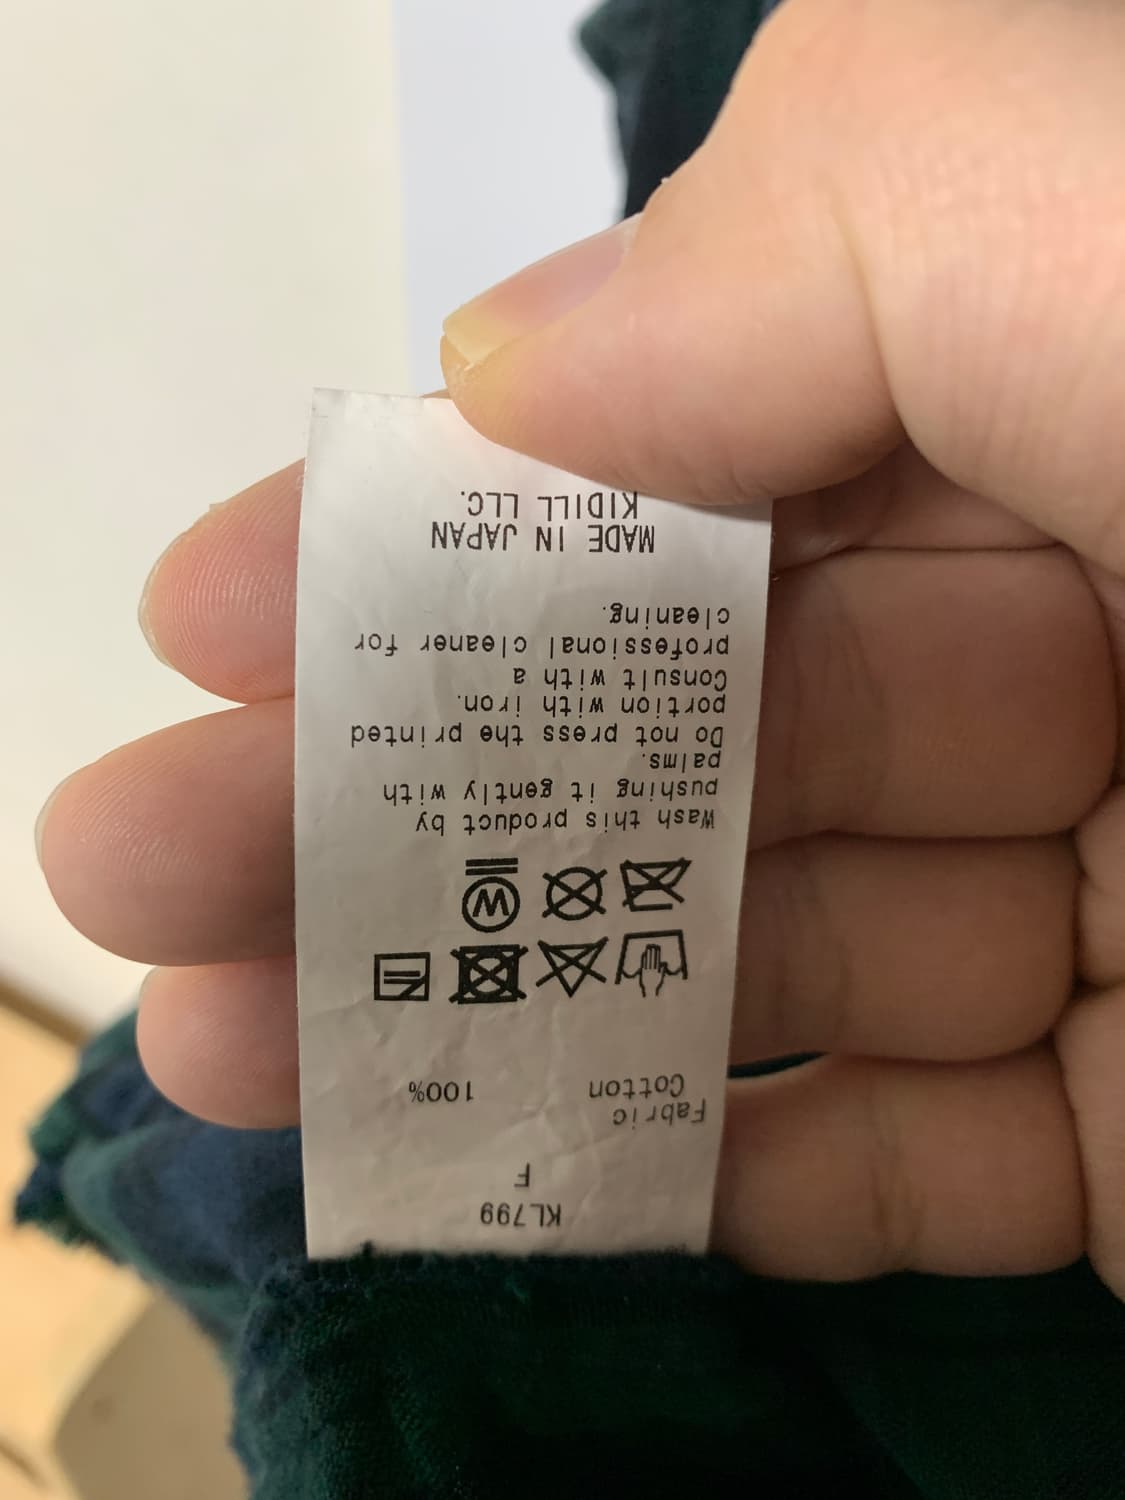 KL799
F
Fabric
Cotton 100%
W
Wash this product by
pushing it gently with
palms.
Do not press the printed
portion with iron.
Consult with a
professional cleaner for
cleaning.
MADE IN JAPAN
KIDILL LLC.